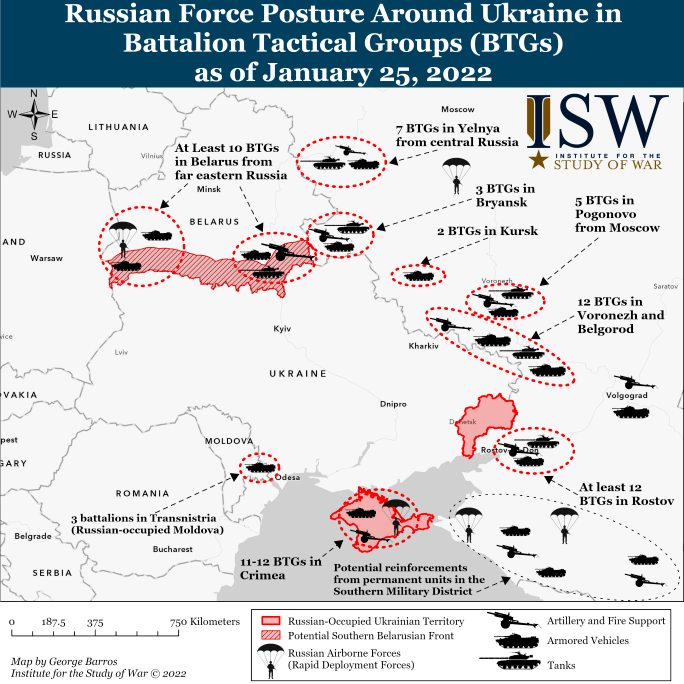 Russian Force Posture Around Ukraine in
Battalion Tactical Groups (BTGs)
as of January 25, 2022
N
W
E
S
LITHUANIA
RUSSIA
Vilnius
Moscow
7 BTGs in Yelnya
from central Russia
ISW
INSTITUTE FOR THE
STUDY OF WAR
At Least 10 BTGs
in Belarus from
far eastern Russia
Minsk
BELARUS
3 BTGs in
Bryansk
5 BTGs in
Pogonovo
from Moscow
2 BTGs in Kursk
AND
Warsaw
Voronezh
Saratov
12 BTGs in
Voronezh and
Belgorod
Kyiv
Kharkiv
vice
Lviv
UKRAINE
VAKIA
Dnipro
Volgograd
Rostov
Don
pest
GARY
MOLDOVA
Odesa
At least 12
BTGs in Rostov
ROMANIA
3 battalions in Transnistria
(Russian-occupied Moldova)
Belgrade
Bucharest
SERBIA
11-12 BTGs in
Crimea
Potential reinforcements
from permanent units in the
Southern Military District
0 187.5 375 750 Kilometers
Map by George Barros
Institute for the Study of War © 2022
Russian-Occupied Ukrainian Territory
Potential Southern Belarusian Front
Russian Airborne Forces
(Rapid Deployment Forces)
Artillery and Fire Support
Armored Vehicles
Tanks